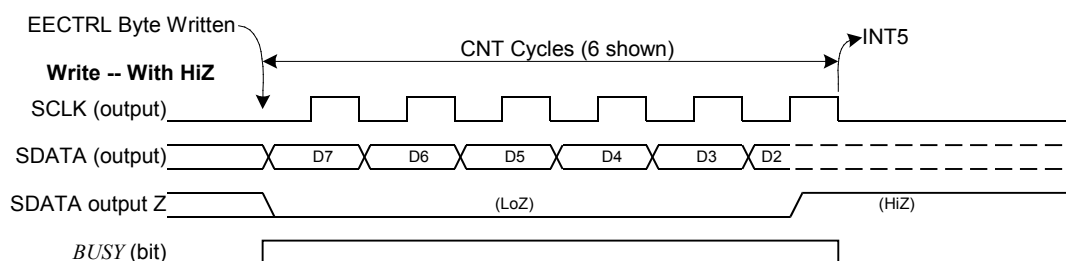 EECTRL Byte Written
CNT Cycles (6 shown)
INT5
Write -- With HiZ
SCLK (output)
SDATA (output)
D7 D6 D5 D4 D3 D2
SDATA output Z
(LoZ) (HiZ)
BUSY (bit)